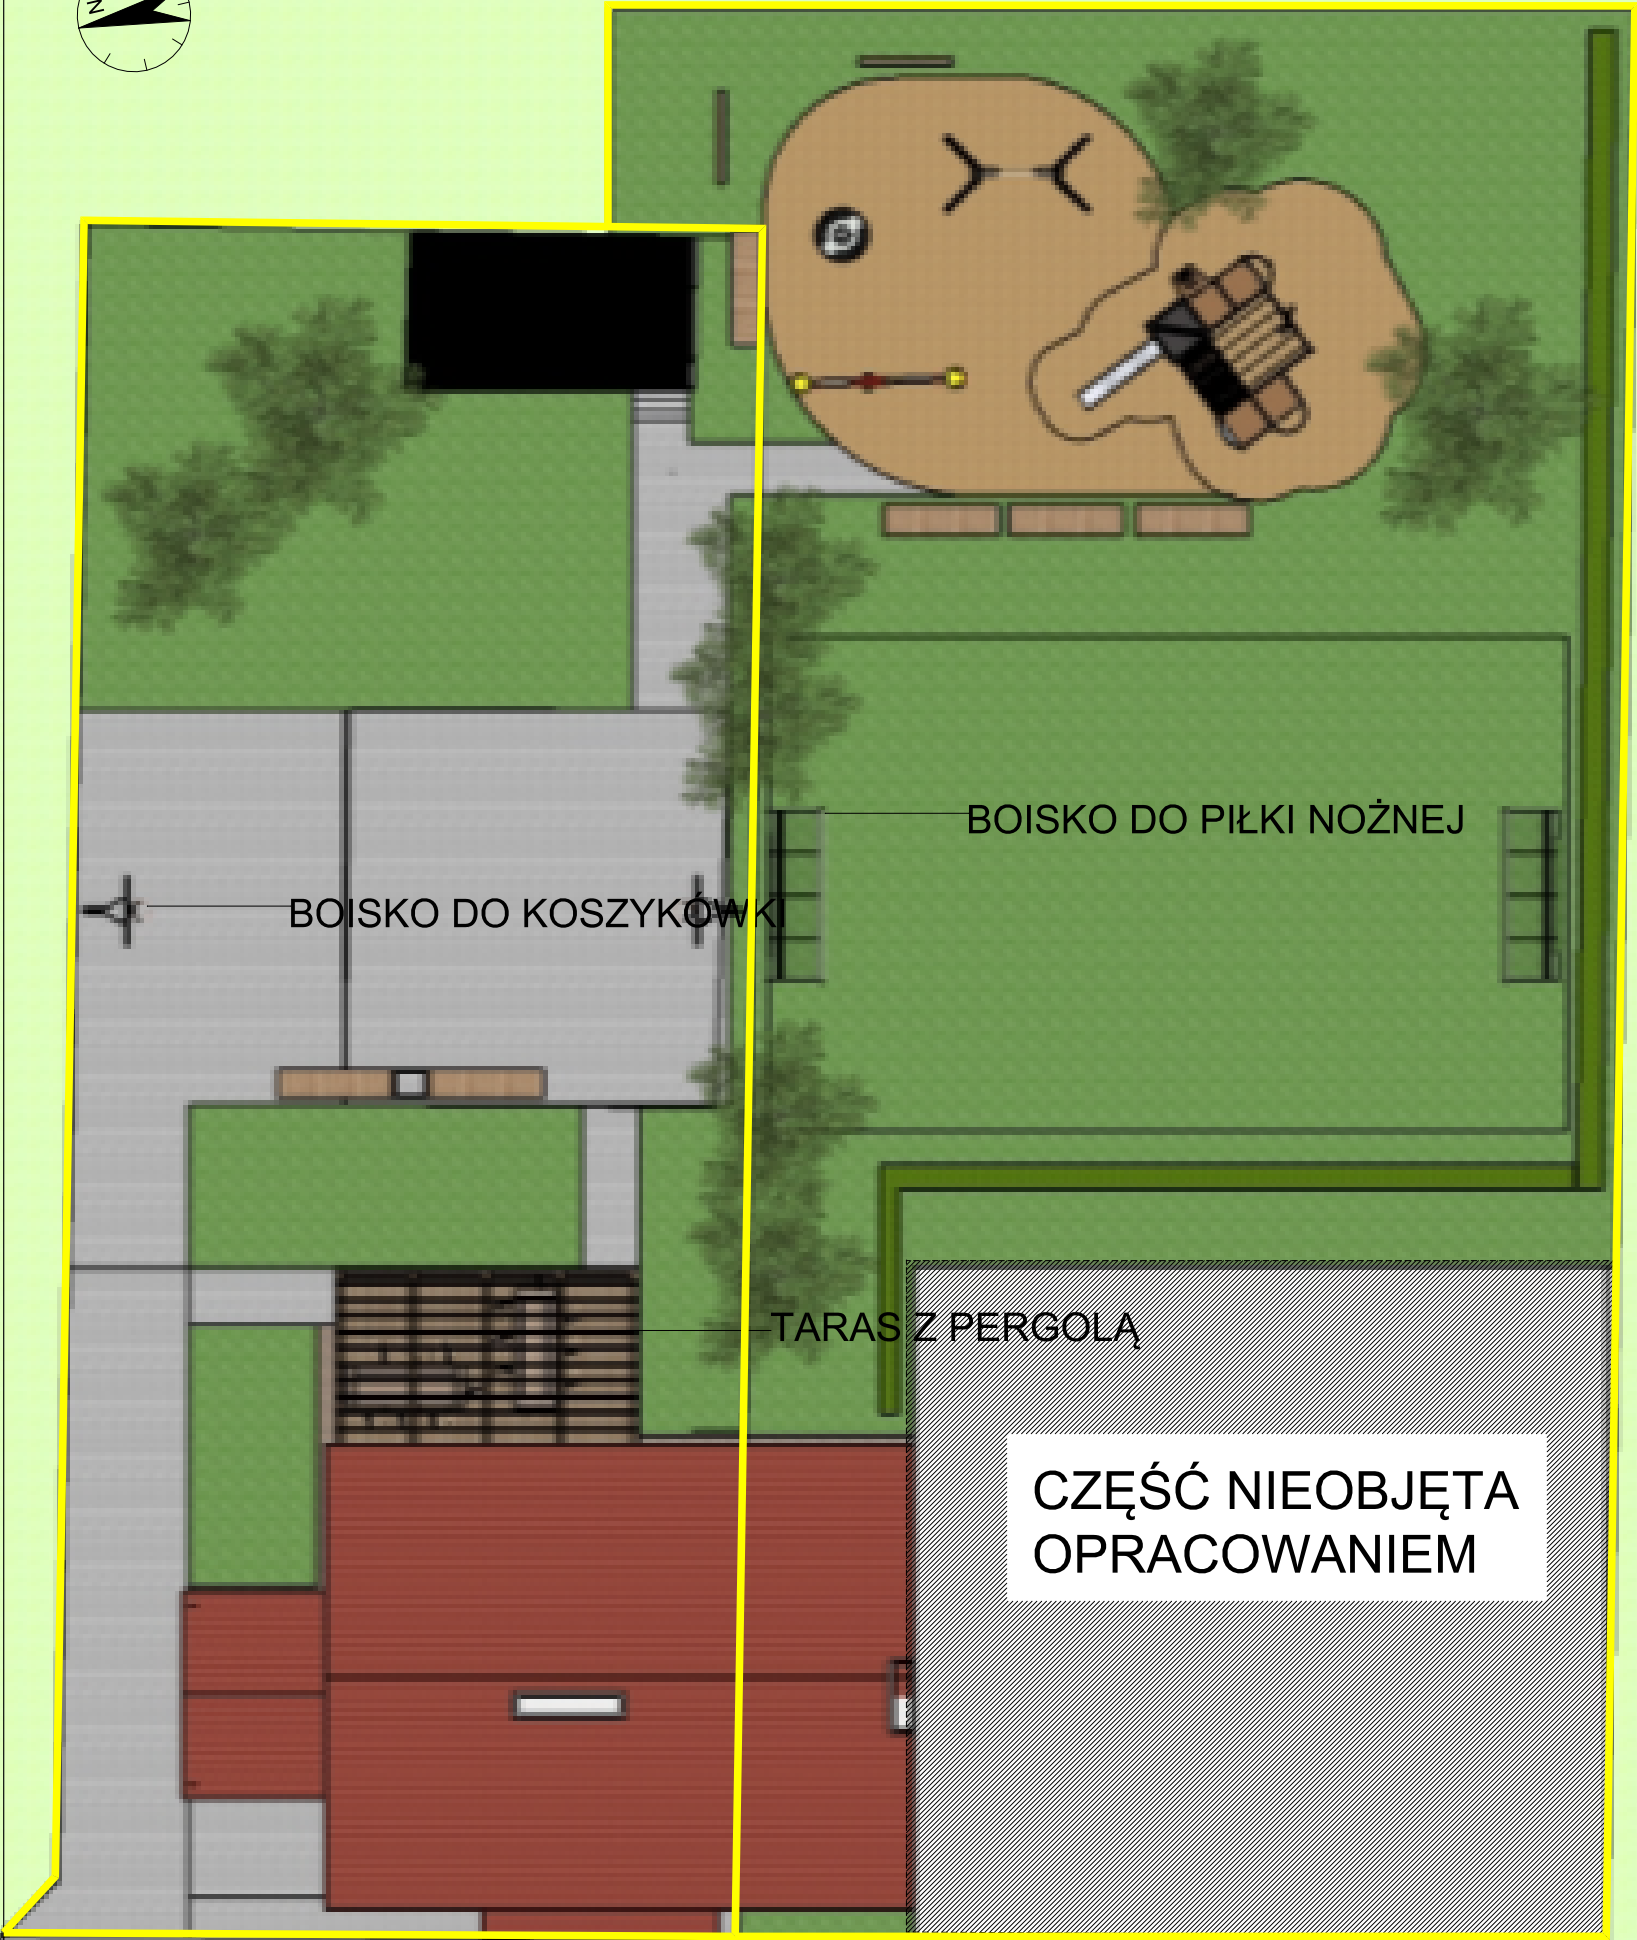 N
BOISKO DO PIŁKI NOŻNEJ
BOISKO DO KOSZYKÓWKI
TARAS Z PERGOLĄ
CZĘŚĆ NIEOBJĘTA
OPRACOWANIEM